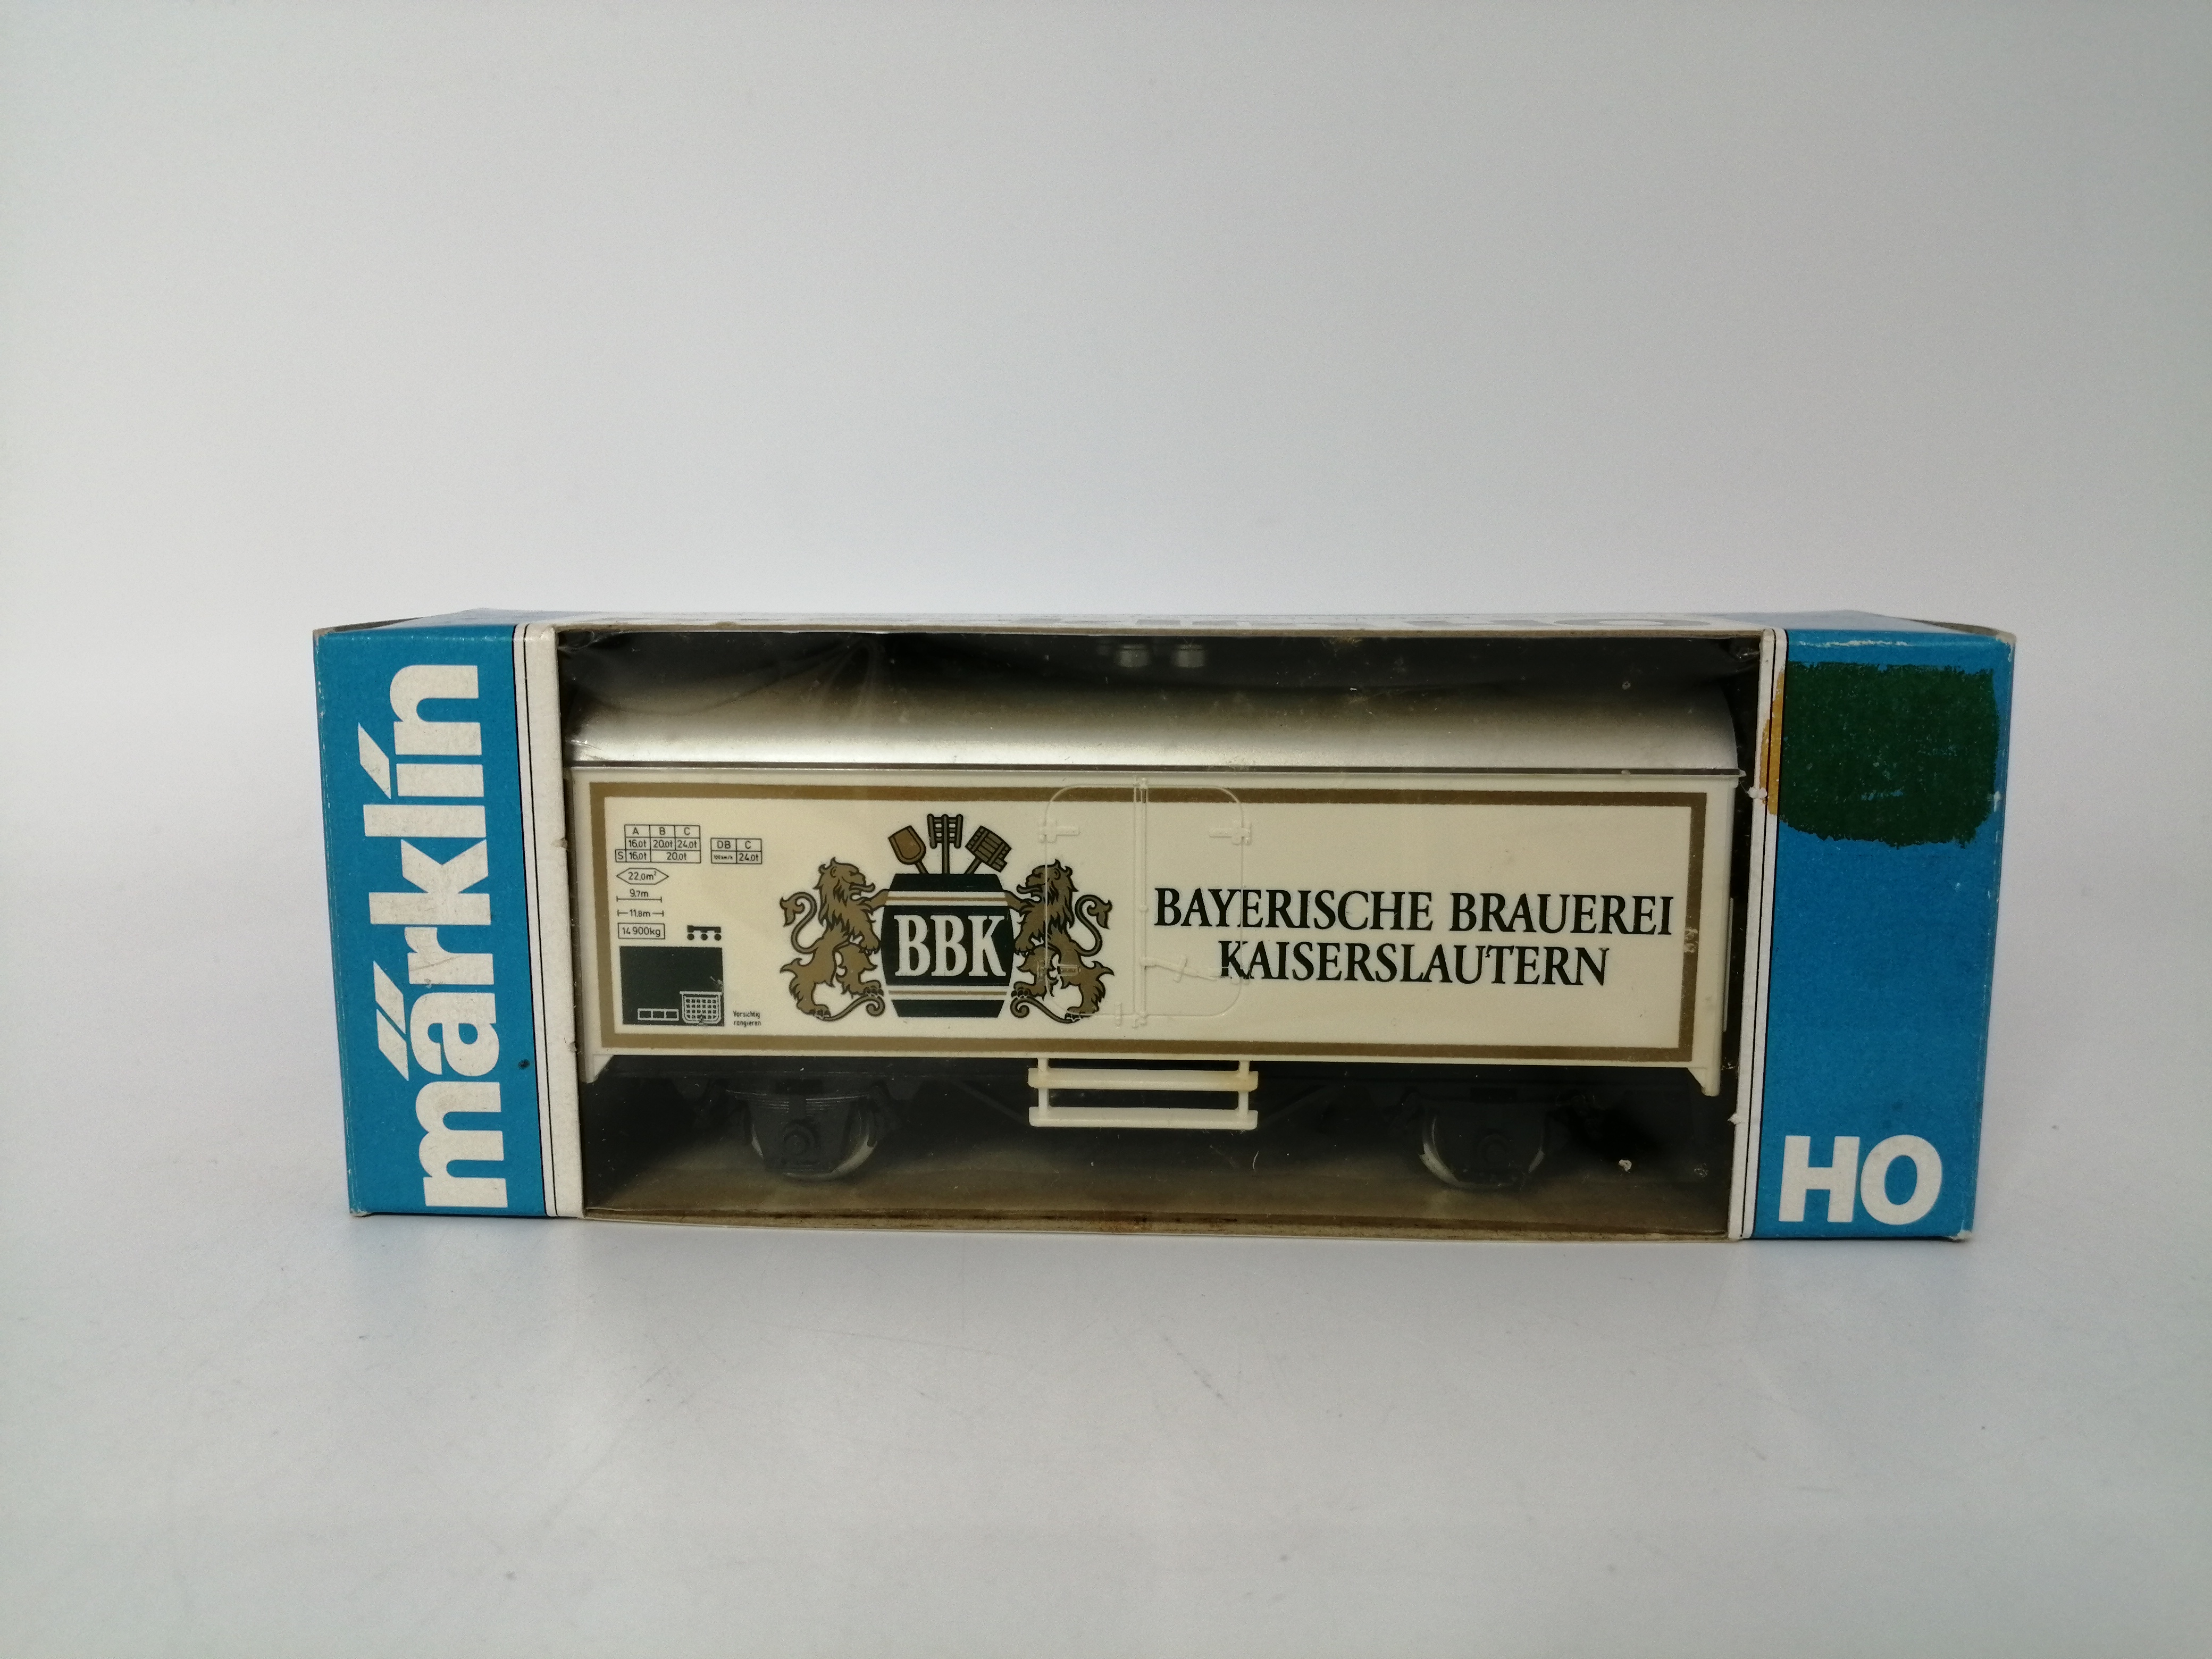 märklin
A B C
16,0t 20,0t 24,0t
S 16,0t 20,0t
DB C
24,0t
22,0m²
9,7m
11,8m
14 900kg
Vorsichtig
rangieren
BBK
BAYERISCHE BRAUEREI
KAISERSLAUTERN
HO